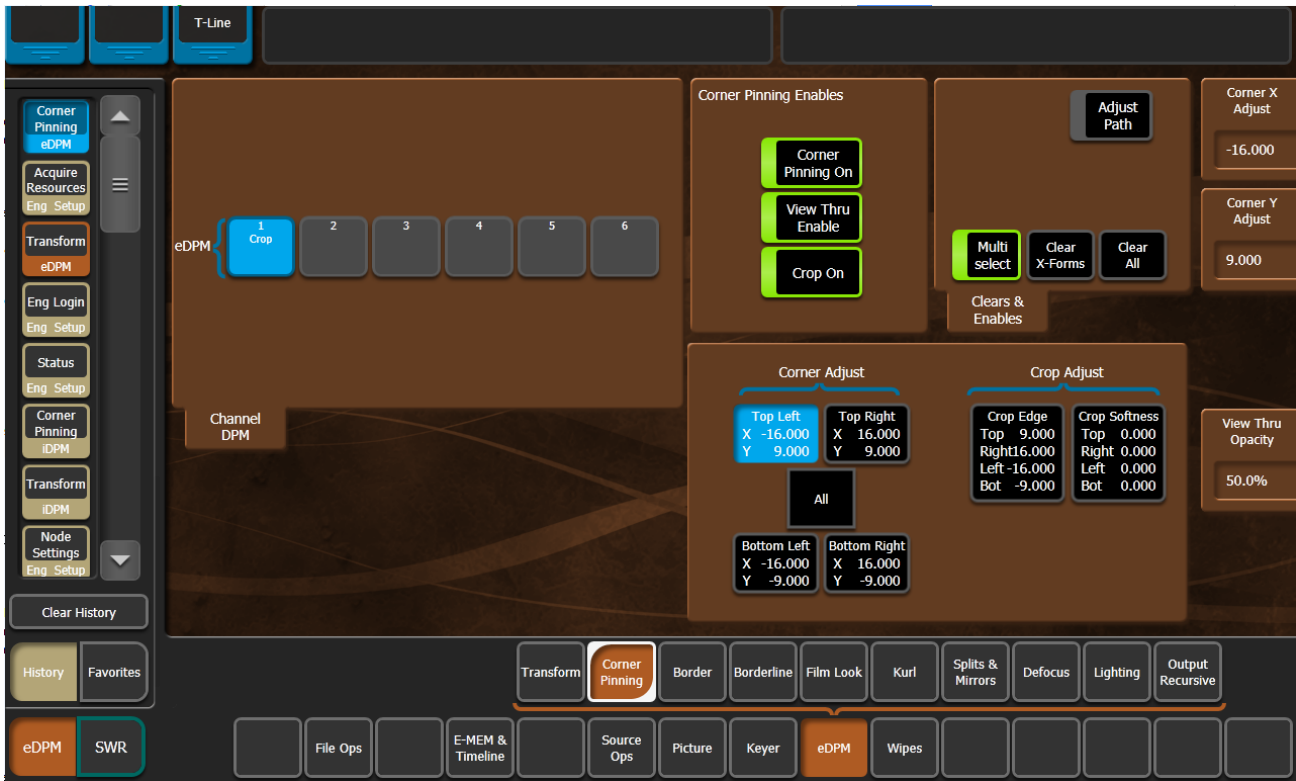 T-Line
Corner
Pinning
eDPM
Acquire
Resources
Eng Setup
Transform
eDPM
Eng Login
Eng Setup
Status
Eng Setup
Corner
Pinning
iDPM
Transform
iDPM
Node
Settings
Eng Setup
Clear History
History
Favorites
eDPM
SWR
eDPM
1
Crop
2
3
4
5
6
Channel
DPM
Corner Pinning Enables
Corner
Pinning On
View Thru
Enable
Crop On
Adjust
Path
Multi
select
Clear
X-Forms
Clear
All
Clears &
Enables
Corner X
Adjust
-16.000
Corner Y
Adjust
9.000
Corner Adjust
Top Left
X -16.000
Y 9.000
Top Right
X 16.000
Y 9.000
All
Bottom Left
X -16.000
Y -9.000
Bottom Right
X 16.000
Y -9.000
Crop Adjust
Crop Edge
Top 9.000
Right16.000
Left -16.000
Bot -9.000
Crop Softness
Top 0.000
Right 0.000
Left 0.000
Bot 0.000
View Thru
Opacity
50.0%
Transform
Corner
Pinning
Border
Borderline
Film Look
Kurl
Splits &
Mirrors
Defocus
Lighting
Output
Recursive
File Ops
E-MEM &
Timeline
Source
Ops
Picture
Keyer
eDPM
Wipes